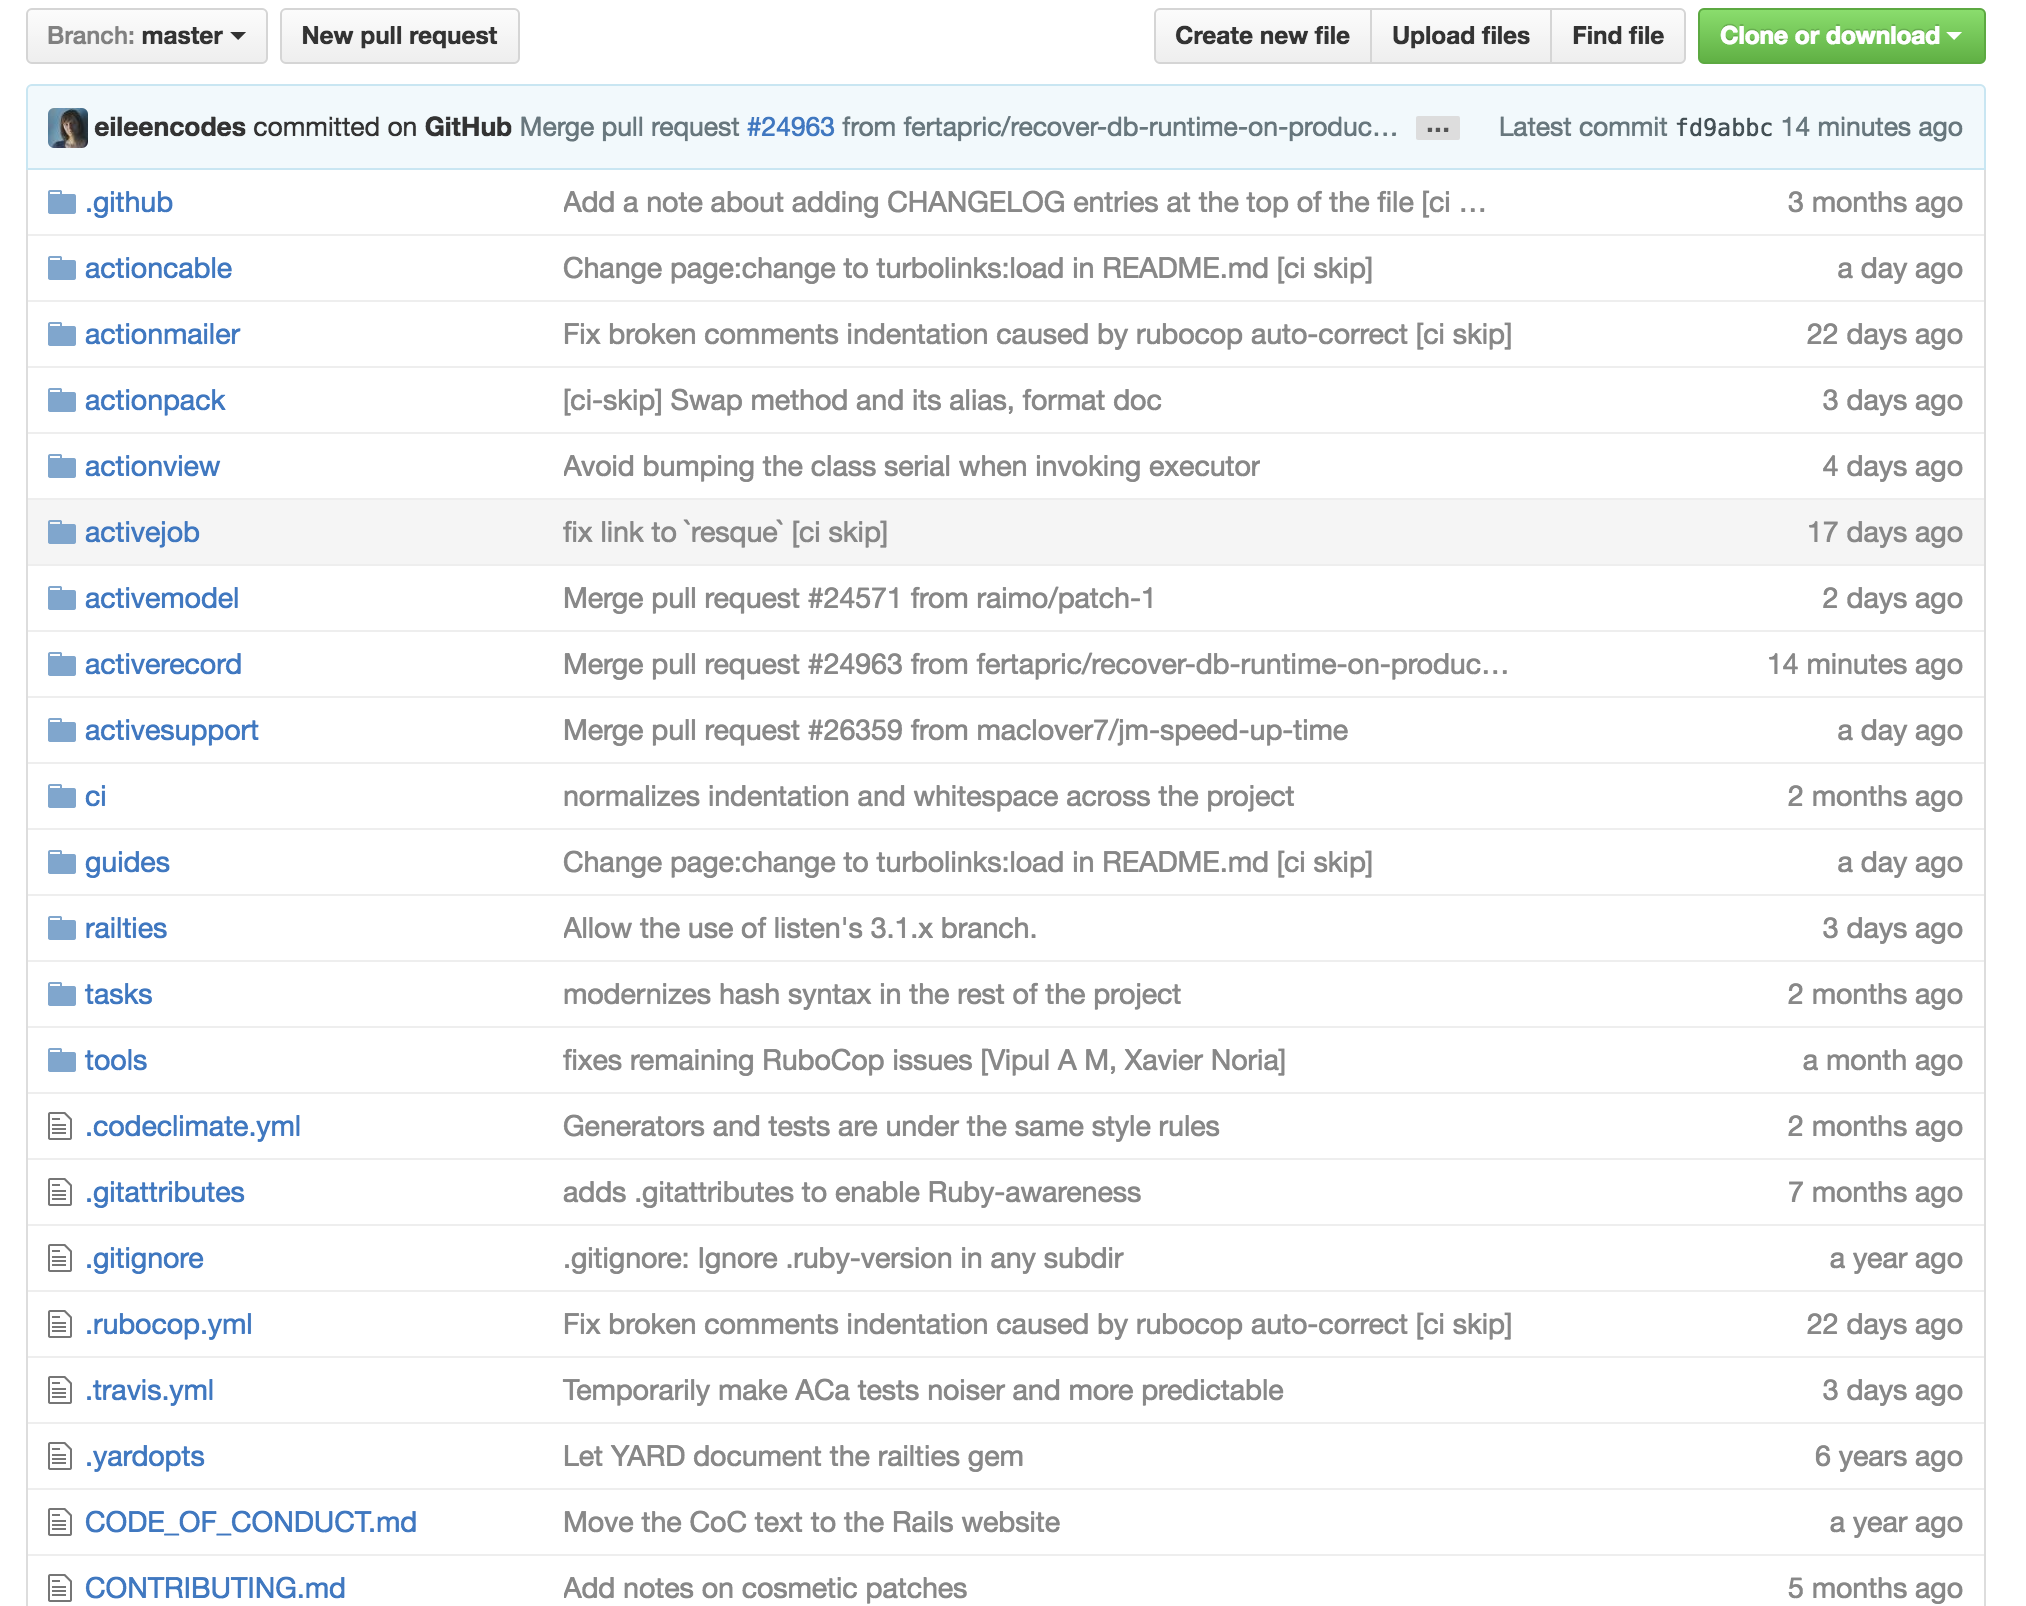 Branch: master New pull request Create new file Upload files Find file Clone or download
eileencodes committed on GitHub Merge pull request #24963 from fertapric/recover-db-runtime-on-produc… ... Latest commit fd9abbc 14 minutes ago
.github Add a note about adding CHANGELOG entries at the top of the file [ci … 3 months ago
actioncable Change page:change to turbolinks:load in README.md [ci skip] a day ago
actionmailer Fix broken comments indentation caused by rubocop auto-correct [ci skip] 22 days ago
actionpack [ci-skip] Swap method and its alias, format doc 3 days ago
actionview Avoid bumping the class serial when invoking executor 4 days ago
activejob fix link to `resque` [ci skip] 17 days ago
activemodel Merge pull request #24571 from raimo/patch-1 2 days ago
activerecord Merge pull request #24963 from fertapric/recover-db-runtime-on-produc… 14 minutes ago
activesupport Merge pull request #26359 from maclover7/jm-speed-up-time a day ago
ci normalizes indentation and whitespace across the project 2 months ago
guides Change page:change to turbolinks:load in README.md [ci skip] a day ago
railties Allow the use of listen's 3.1.x branch. 3 days ago
tasks modernizes hash syntax in the rest of the project 2 months ago
tools fixes remaining RuboCop issues [Vipul A M, Xavier Noria] a month ago
.codeclimate.yml Generators and tests are under the same style rules 2 months ago
.gitattributes adds .gitattributes to enable Ruby-awareness 7 months ago
.gitignore .gitignore: Ignore .ruby-version in any subdir a year ago
.rubocop.yml Fix broken comments indentation caused by rubocop auto-correct [ci skip] 22 days ago
.travis.yml Temporarily make ACa tests noiser and more predictable 3 days ago
.yardopts Let YARD document the railties gem 6 years ago
CODE_OF_CONDUCT.md Move the CoC text to the Rails website a year ago
CONTRIBUTING.md Add notes on cosmetic patches 5 months ago